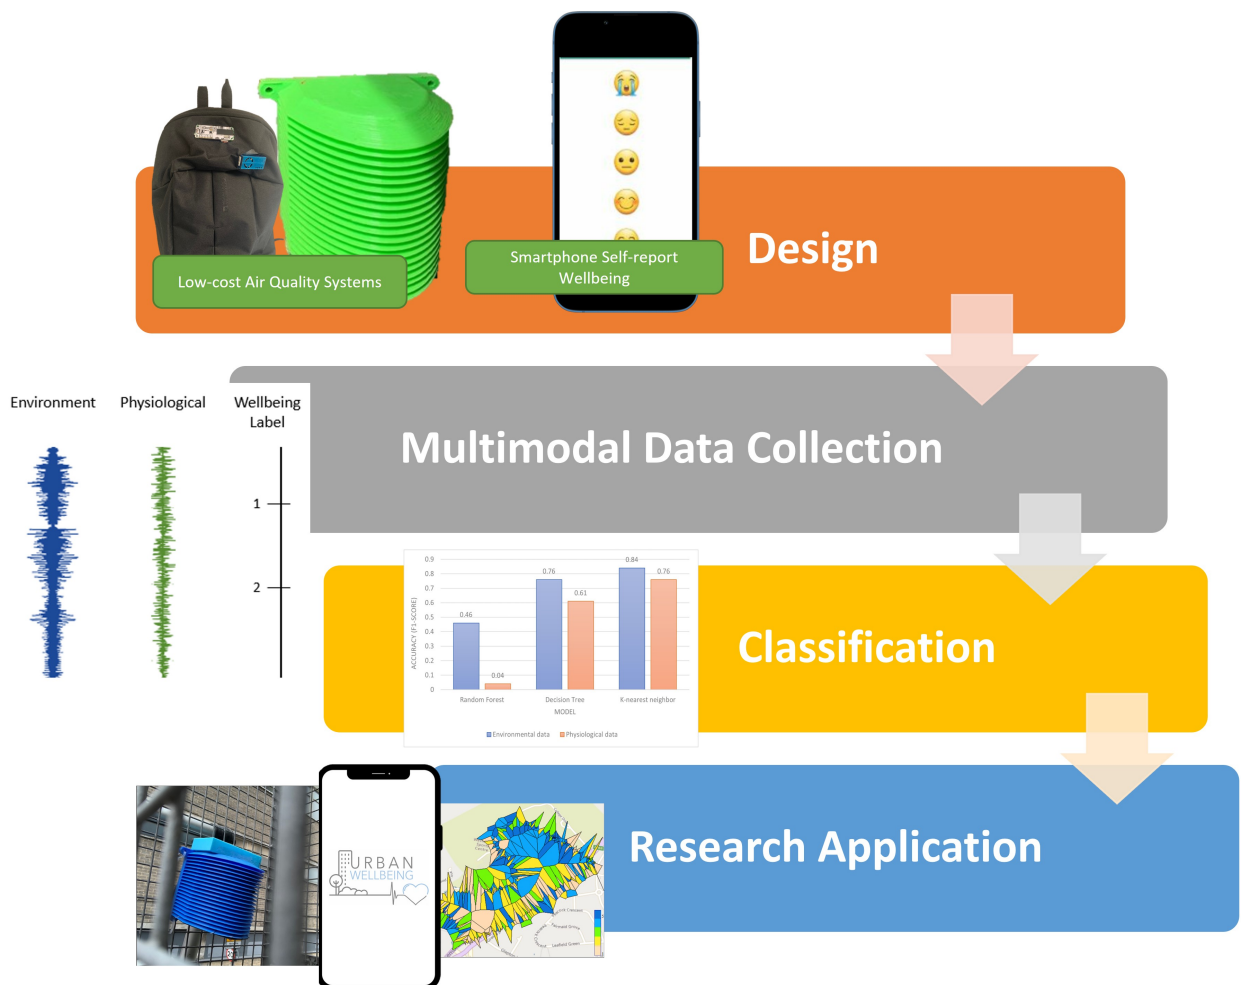 Low-cost Air Quality Systems
Smartphone Self-report
Wellbeing
Design
Environment
Physiological
Wellbeing
Label
1
2
Multimodal Data Collection
0.9
0.8
0.7
0.6
0.5
0.4
0.3
0.2
0.1
0
ACCURACY (F1-SCORE)
0.46
0.04
0.76
0.61
0.84
0.76
Random Forest
Decision Tree
K-nearest neighbor
MODEL
Environmental data
Physiological data
Classification
URBAN
WELLBEING
Research Application